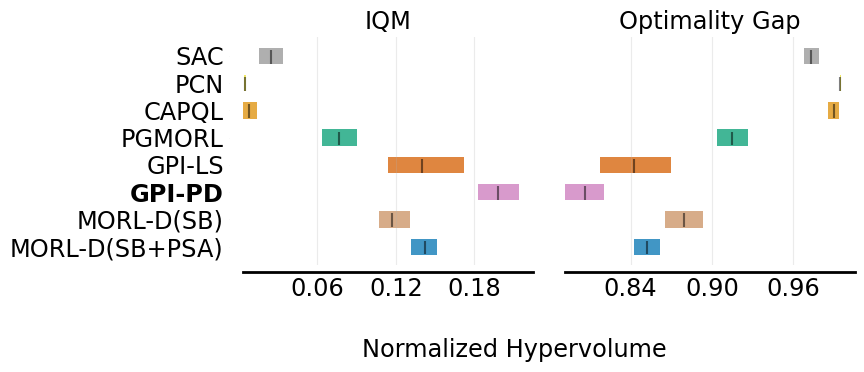 IQM
Optimality Gap
SAC
PCN
CAPQL
PGMORL
GPI-LS
GPI-PD
MORL-D(SB)
MORL-D(SB+PSA)
0.06 0.12 0.18
0.84 0.90 0.96
Normalized Hypervolume